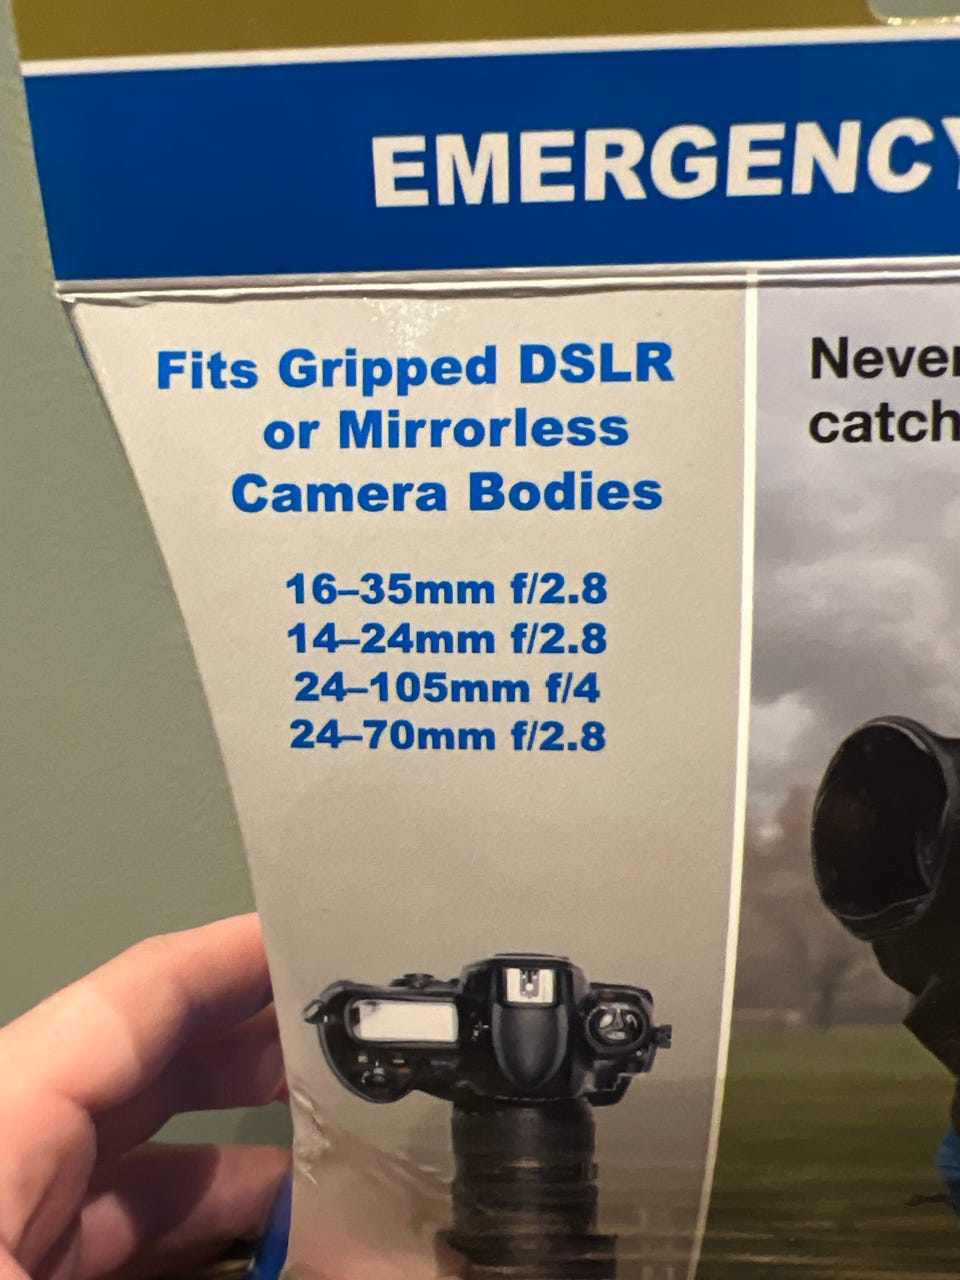 EMERGENCY
Fits Gripped DSLR
or Mirrorless
Camera Bodies
16–35mm f/2.8
14–24mm f/2.8
24–105mm f/4
24–70mm f/2.8
Never
catch